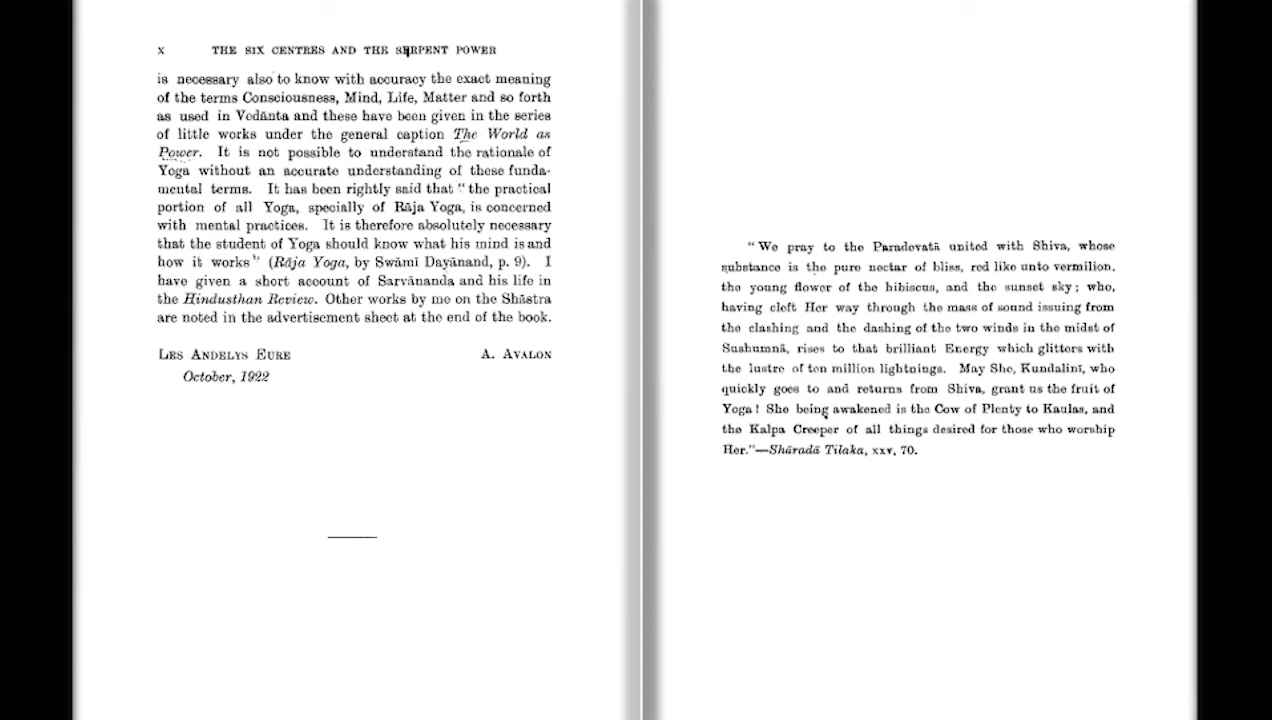 x THE SIX CENTRES AND THE SERPENT POWER
is necessary also to know with accuracy the exact meaning
of the terms Consciousness, Mind, Life, Matter and so forth
as used in Vedānta and these have been given in the series
of little works under the general caption The World as
Power. It is not possible to understand the rationale of
Yoga without an accurate understanding of these funda-
mental terms. It has been rightly said that “the practical
portion of all Yoga, specially of Rāja Yoga, is concerned
with mental practices. It is therefore absolutely necessary
that the student of Yoga should know what his mind is and
how it works” (Rāja Yoga, by Swāmī Dayānand, p. 9). I
have given a short account of Sarvānanda and his life in
the Hindusthan Review. Other works by me on the Shāstra
are noted in the advertisement sheet at the end of the book.
LES ANDELYS EURE A. AVALON
October, 1922
“We pray to the Paradevatā united with Shiva, whose
substance is the pure nectar of bliss, red like unto vermilion,
the young flower of the hibiscus, and the sunset sky; who,
having cleft Her way through the mass of sound issuing from
the clashing and the dashing of the two winds in the midst of
Sushumnā, rises to that brilliant Energy which glitters with
the lustre of ten million lightnings. May She, Kundalinī, who
quickly goes to and returns from Shiva, grant us the fruit of
Yoga! She being awakened is the Cow of Plenty to Kaulas, and
the Kalpa Creeper of all things desired for those who worship
Her.”—Shāradā Tilaka, xxv, 70.